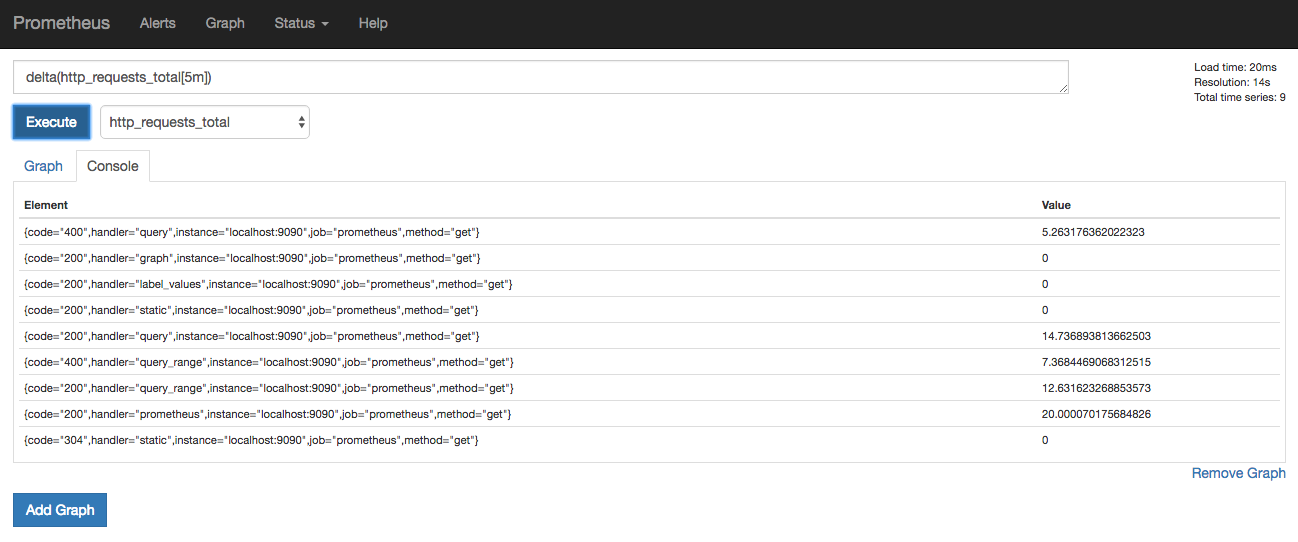 Prometheus Alerts Graph Status Help
delta(http_requests_total[5m])
Load time: 20ms
Resolution: 14s
Total time series: 9
Execute http_requests_total
Graph Console
Element Value
{code="400",handler="query",instance="localhost:9090",job="prometheus",method="get"} 5.263176362022323
{code="200",handler="graph",instance="localhost:9090",job="prometheus",method="get"} 0
{code="200",handler="label_values",instance="localhost:9090",job="prometheus",method="get"} 0
{code="200",handler="static",instance="localhost:9090",job="prometheus",method="get"} 0
{code="200",handler="query",instance="localhost:9090",job="prometheus",method="get"} 14.736893813662503
{code="400",handler="query_range",instance="localhost:9090",job="prometheus",method="get"} 7.3684469068312515
{code="200",handler="query_range",instance="localhost:9090",job="prometheus",method="get"} 12.631623268853573
{code="200",handler="prometheus",instance="localhost:9090",job="prometheus",method="get"} 20.000070175684826
{code="304",handler="static",instance="localhost:9090",job="prometheus",method="get"} 0
Remove Graph
Add Graph